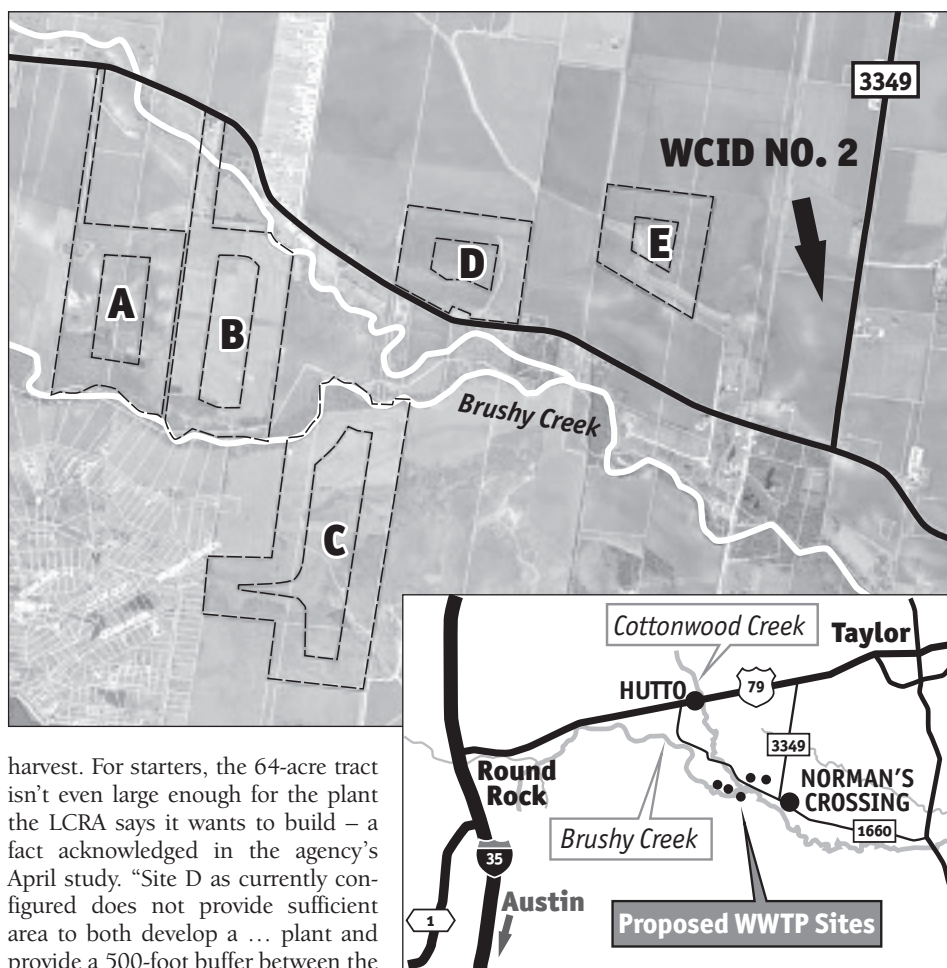 3349
WCID NO. 2
E
D
A
B
Brushy Creek
C
Cottonwood Creek
Taylor
HUTTO
79
3349
Round
Rock
NORMAN'S
CROSSING
Brushy Creek
1660
35
Austin
1
Proposed WWTP Sites
harvest. For starters, the 64-acre tract
isn't even large enough for the plant
the LCRA says it wants to build – a
fact acknowledged in the agency's
April study. “Site D as currently con-
figured does not provide sufficient
area to both develop a … plant and
provide a 500-foot buffer between the